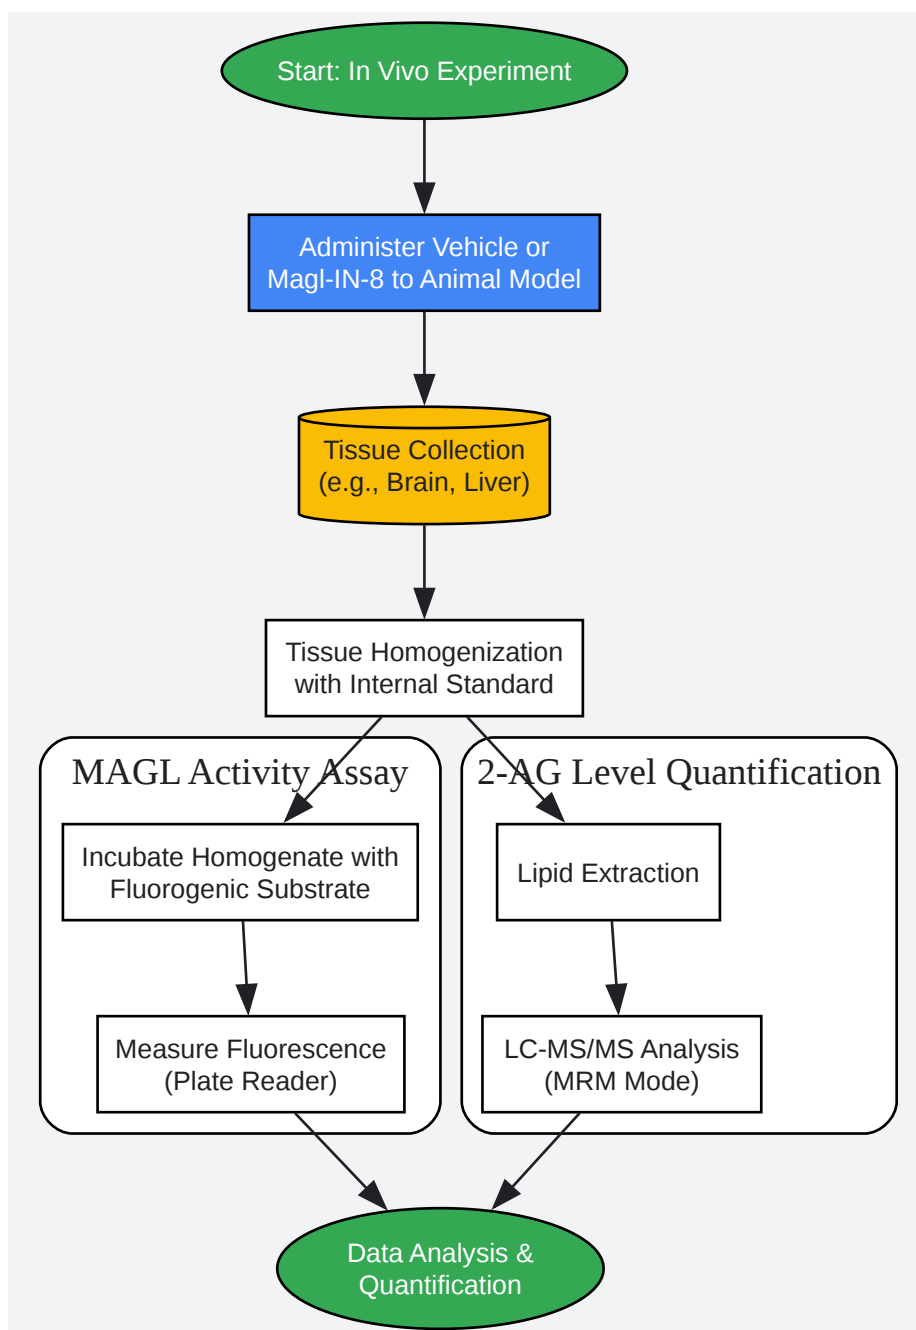 Start: In Vivo Experiment
Administer Vehicle or
Magl-IN-8 to Animal Model
Tissue Collection
(e.g., Brain, Liver)
Tissue Homogenization
with Internal Standard
MAGL Activity Assay
Incubate Homogenate with
Fluorogenic Substrate
Measure Fluorescence
(Plate Reader)
2-AG Level Quantification
Lipid Extraction
LC-MS/MS Analysis
(MRM Mode)
Data Analysis &
Quantification